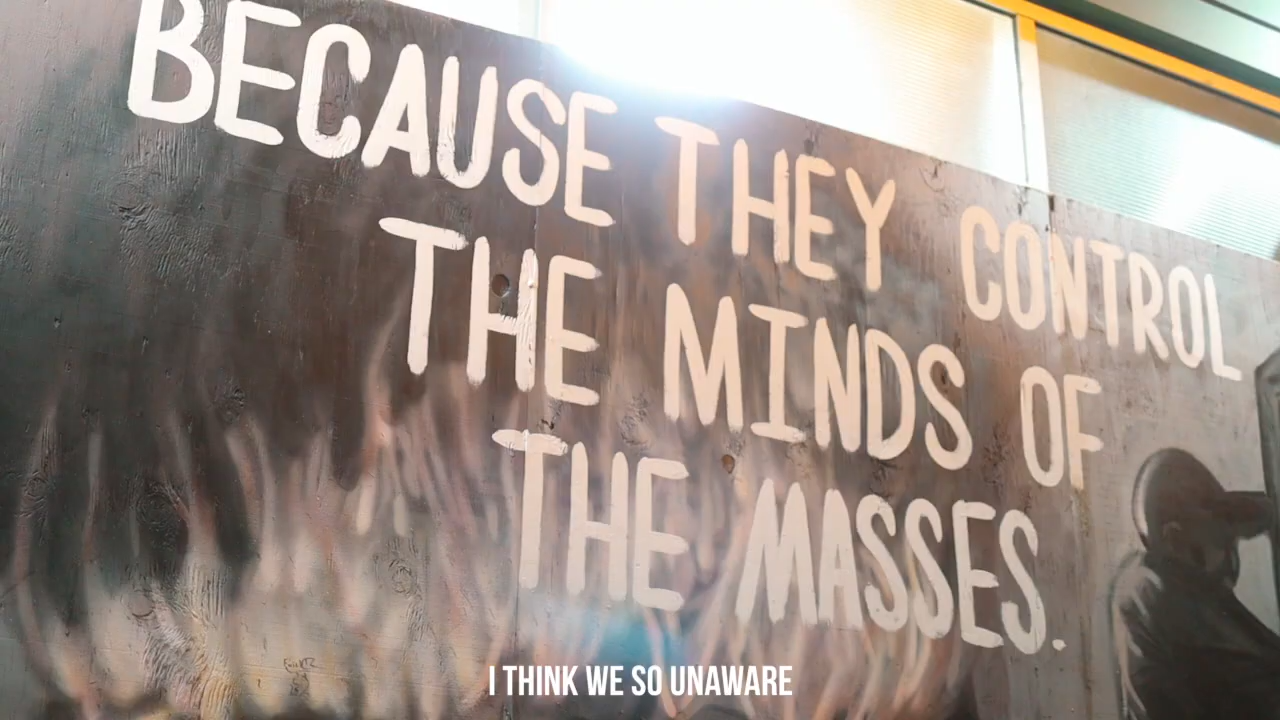 BECAUSE THEY CONTROL
THE MINDS OF
THE MASSES.
I THINK WE SO UNAWARE